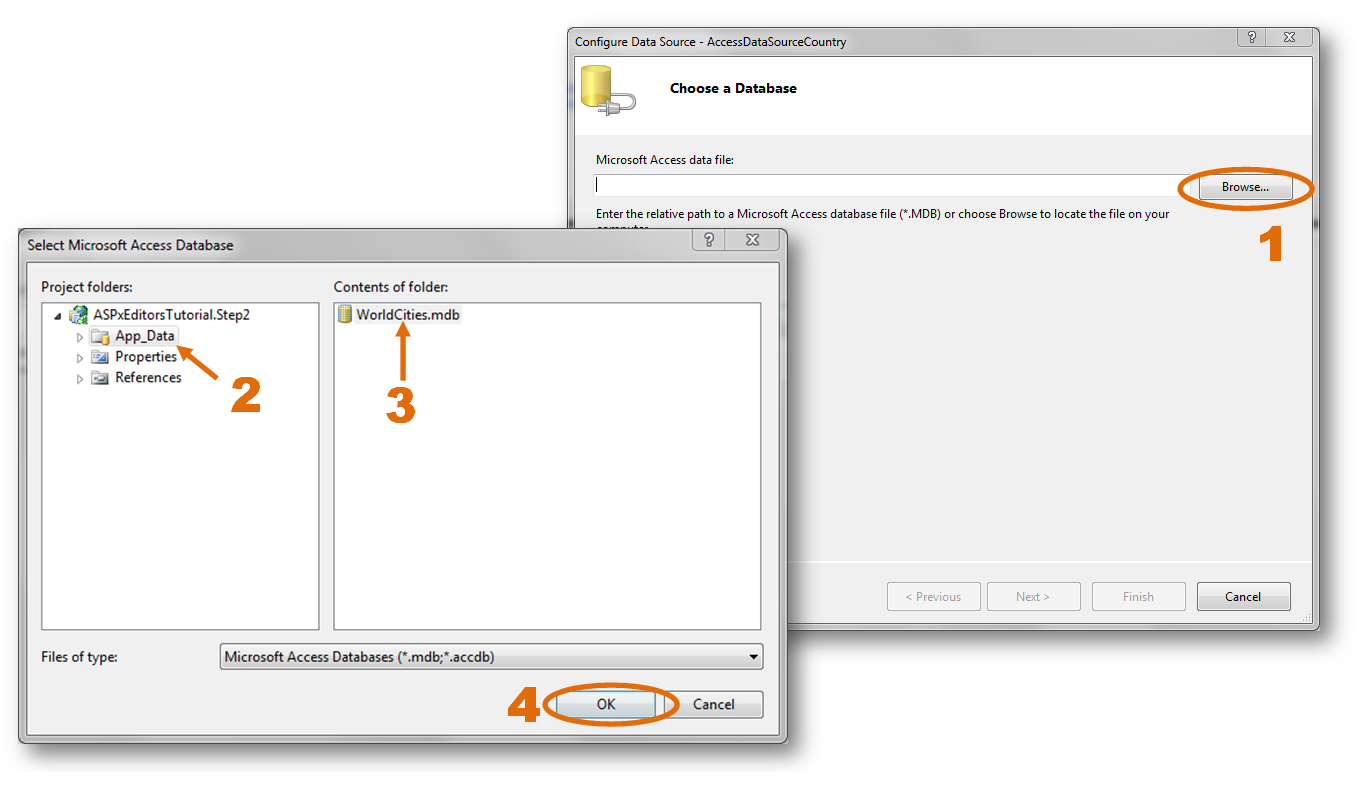 Configure Data Source - AccessDataSourceCountry
Choose a Database
Microsoft Access data file:
Browse...
1
Enter the relative path to a Microsoft Access database file (*.MDB) or choose Browse to locate the file on your
computer.
< Previous
Next >
Finish
Cancel
Select Microsoft Access Database
Project folders:
Contents of folder:
ASPxEditorsTutorial.Step2
App_Data
Properties
References
2
WorldCities.mdb
3
Files of type:
Microsoft Access Databases (*.mdb;*.accdb)
4
OK
Cancel